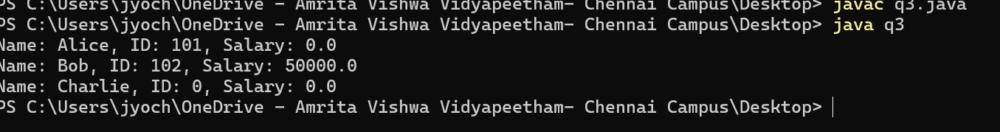 PS C:\Users\jyoch\OneDrive - Amrita Vishwa Vidyapeetham- Chennai Campus\Desktop> javac q3.java
PS C:\Users\jyoch\OneDrive - Amrita Vishwa Vidyapeetham- Chennai Campus\Desktop> java q3
Name: Alice, ID: 101, Salary: 0.0
Name: Bob, ID: 102, Salary: 50000.0
Name: Charlie, ID: 0, Salary: 0.0
PS C:\Users\jyoch\OneDrive - Amrita Vishwa Vidyapeetham- Chennai Campus\Desktop>